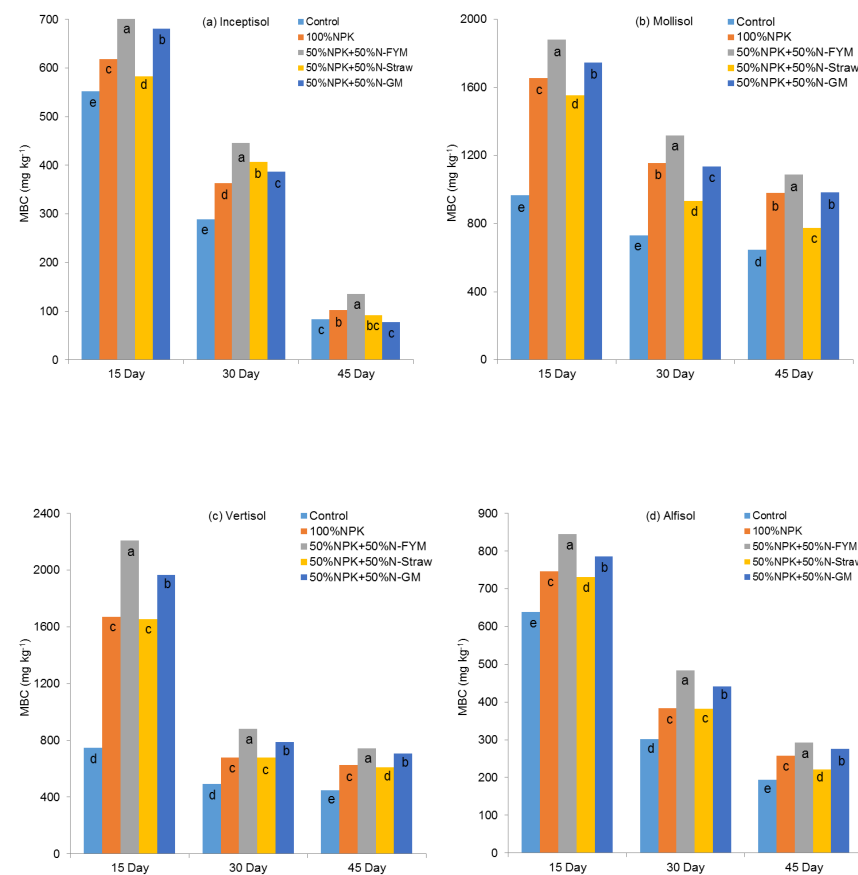 (a) Inceptisol
Control
100%NPK
50%NPK+50%N-FYM
50%NPK+50%N-Straw
50%NPK+50%N-GM
MBC (mg kg⁻¹)
700
600
500
400
300
200
100
0
e
c
a
d
b
e
d
a
b
c
c
b
a
bc
c
15 Day
30 Day
45 Day
(b) Mollisol
Control
100%NPK
50%NPK+50%N-FYM
50%NPK+50%N-Straw
50%NPK+50%N-GM
MBC (mg kg⁻¹)
2000
1600
1200
800
400
0
e
c
a
d
b
e
b
a
d
c
d
b
a
c
b
15 Day
30 Day
45 Day
(c) Vertisol
Control
100%NPK
50%NPK+50%N-FYM
50%NPK+50%N-Straw
50%NPK+50%N-GM
MBC (mg kg⁻¹)
2400
2000
1600
1200
800
400
0
d
c
a
c
b
d
c
a
c
b
e
c
a
d
b
15 Day
30 Day
45 Day
(d) Alfisol
Control
100%NPK
50%NPK+50%N-FYM
50%NPK+50%N-Straw
50%NPK+50%N-GM
MBC (mg kg⁻¹)
900
800
700
600
500
400
300
200
100
0
e
c
a
d
b
d
c
a
c
b
e
c
a
d
b
15 Day
30 Day
45 Day